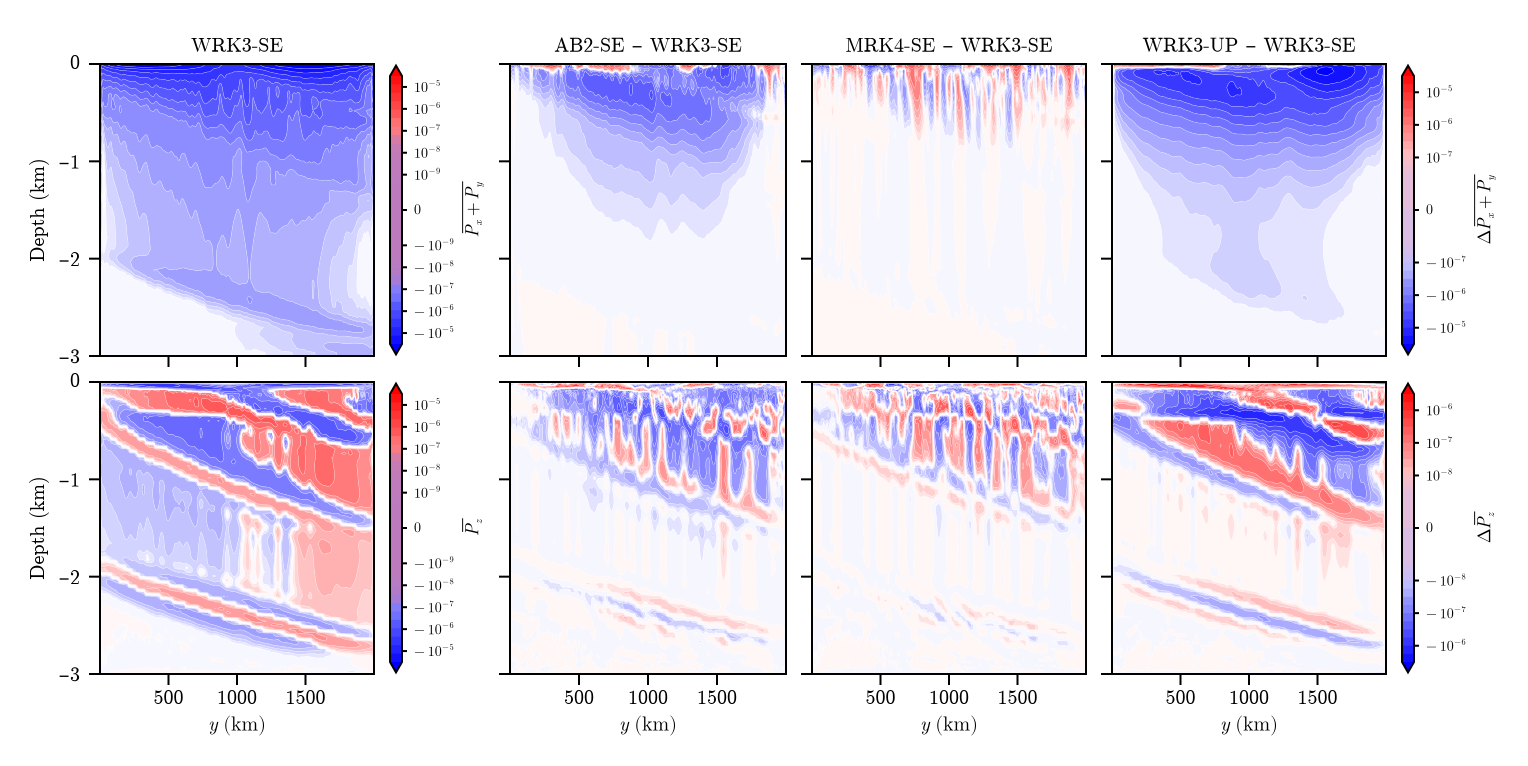 WRK3-SE
AB2-SE – WRK3-SE
MRK4-SE – WRK3-SE
WRK3-UP – WRK3-SE
0
−1
−2
−3
Depth (km)
10⁻⁵
10⁻⁶
10⁻⁷
10⁻⁸
10⁻⁹
0
−10⁻⁹
−10⁻⁸
−10⁻⁷
−10⁻⁶
−10⁻⁵
P̅ₓ + P̅ᵧ
10⁻⁵
10⁻⁶
10⁻⁷
0
−10⁻⁷
−10⁻⁶
−10⁻⁵
ΔP̅ₓ + P̅ᵧ
0
−1
−2
−3
Depth (km)
10⁻⁵
10⁻⁶
10⁻⁷
10⁻⁸
10⁻⁹
0
−10⁻⁹
−10⁻⁸
−10⁻⁷
−10⁻⁶
−10⁻⁵
P̅_z
10⁻⁶
10⁻⁷
10⁻⁸
0
−10⁻⁸
−10⁻⁷
−10⁻⁶
ΔP̅_z
500 1000 1500
500 1000 1500
500 1000 1500
500 1000 1500
y (km)
y (km)
y (km)
y (km)